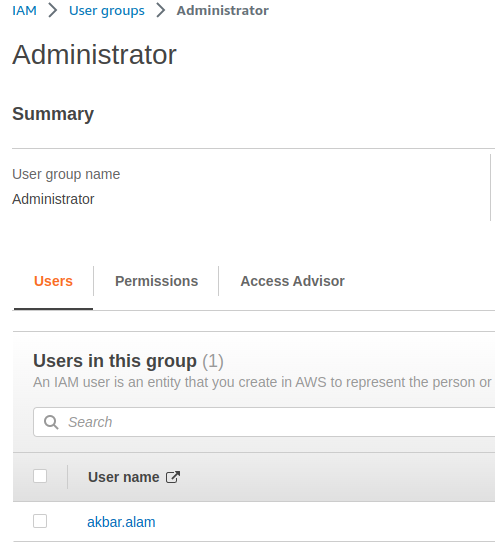 IAM > User groups > Administrator
Administrator
Summary
User group name
Administrator
Users Permissions Access Advisor
Users in this group (1)
An IAM user is an entity that you create in AWS to represent the person or
Search
User name
akbar.alam